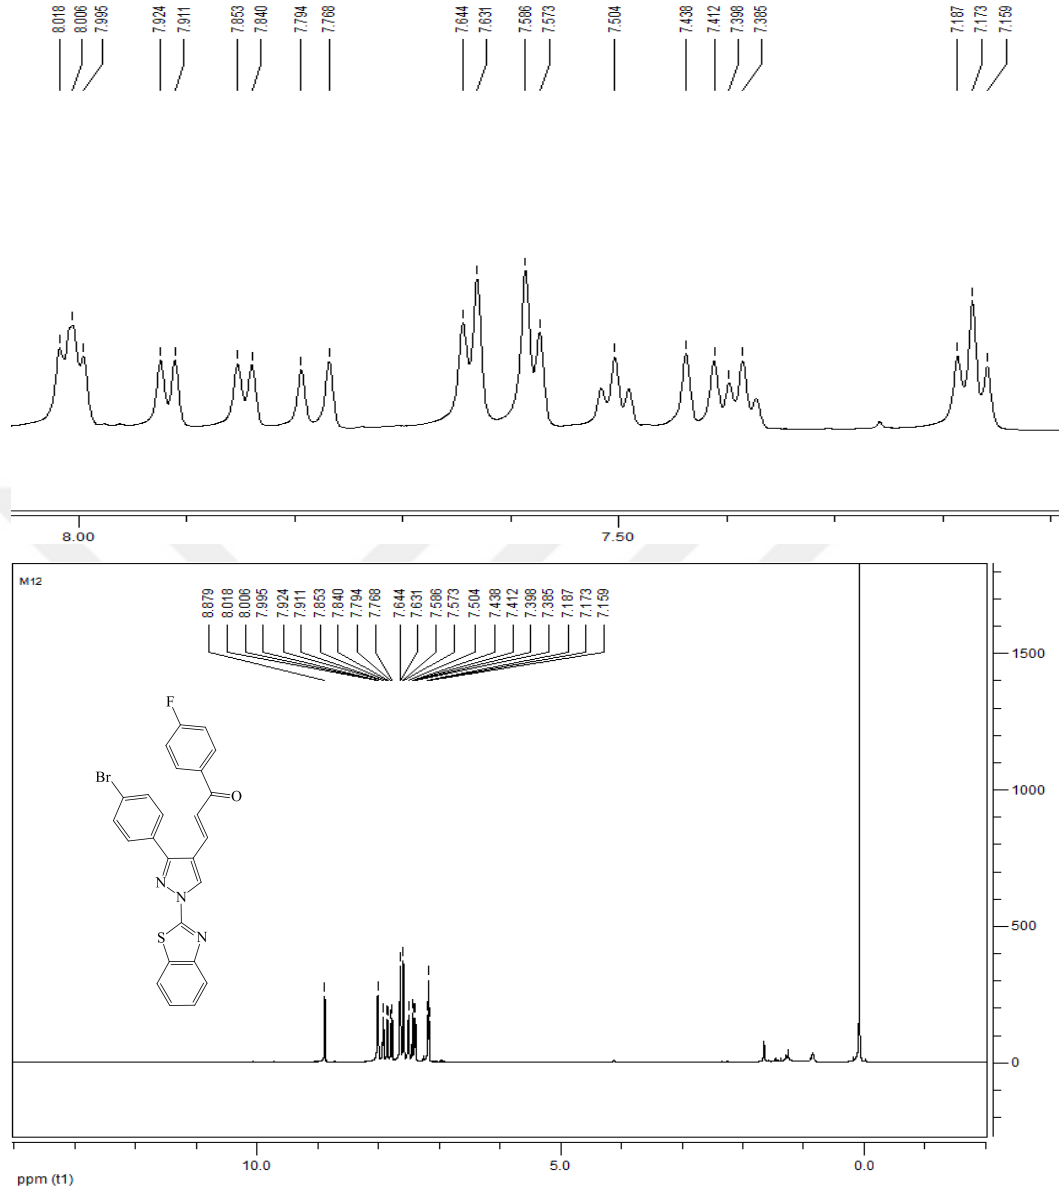 8.018 8.006 7.995 7.924 7.911 7.853 7.840 7.794 7.768 7.644 7.631 7.586 7.573 7.504 7.438 7.412 7.398 7.385 7.187 7.173 7.159
8.00 7.50
M12
8.879 8.018 8.006 7.995 7.924 7.911 7.853 7.840 7.794 7.768 7.644 7.631 7.586 7.573 7.504 7.438 7.412 7.398 7.385 7.187 7.173 7.159
1500
F
Br
O
1000
N
N
500
S N
0
10.0 5.0 0.0
ppm (t1)